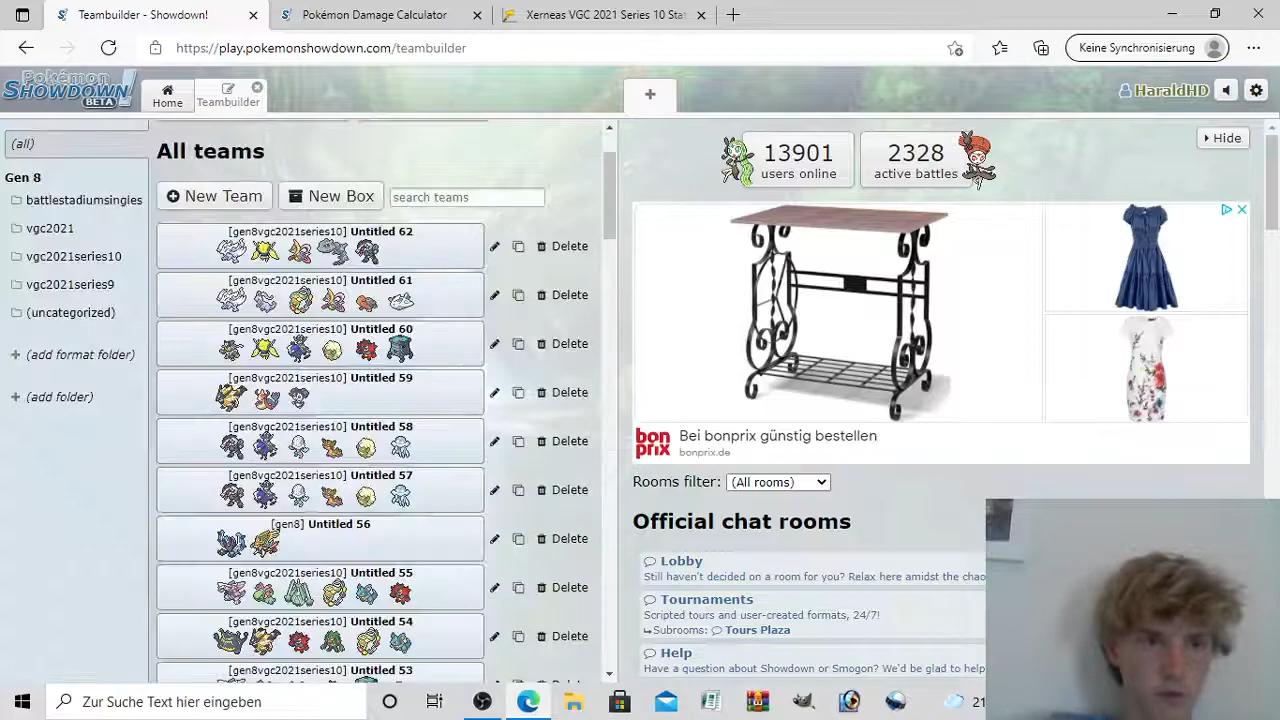 Teambuilder - Showdown!
Pokémon Damage Calculator
Xerneas VGC 2021 Series 10 Stat
https://play.pokemonshowdown.com/teambuilder
Keine Synchronisierung
Pokémon
Showdown!
BETA
Home
Teambuilder
HaraldHD
(all)
Gen 8
battlestadiumsingles
vgc2021
vgc2021series10
vgc2021series9
(uncategorized)
(add format folder)
(add folder)
All teams
New Team
New Box
search teams
[gen8vgc2021series10] Untitled 62
Delete
[gen8vgc2021series10] Untitled 61
Delete
[gen8vgc2021series10] Untitled 60
Delete
[gen8vgc2021series10] Untitled 59
Delete
[gen8vgc2021series10] Untitled 58
Delete
[gen8vgc2021series10] Untitled 57
Delete
[gen8] Untitled 56
Delete
[gen8vgc2021series10] Untitled 55
Delete
[gen8vgc2021series10] Untitled 54
Delete
[gen8vgc2021series10] Untitled 53
13901
users online
2328
active battles
Hide
bon
prix
Bei bonprix günstig bestellen
bonprix.de
Rooms filter: (All rooms)
Official chat rooms
Lobby
Still haven't decided on a room for you? Relax here amidst the chao
Tournaments
Scripted tours and user-created formats, 24/7!
Subrooms: Tours Plaza
Help
Have a question about Showdown or Smogon? We'd be glad to help
Zur Suche Text hier eingeben
21